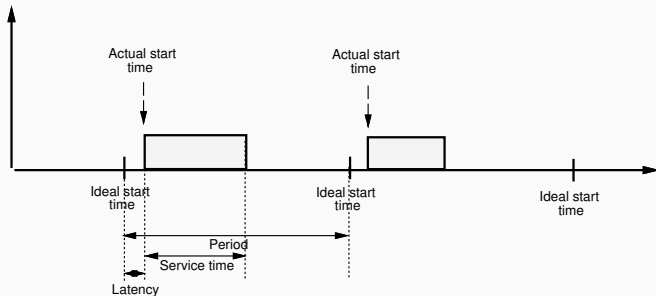 Actual start
time
Actual start
time
Ideal start
time
Ideal start
time
Ideal start
time
Period
Service time
Latency